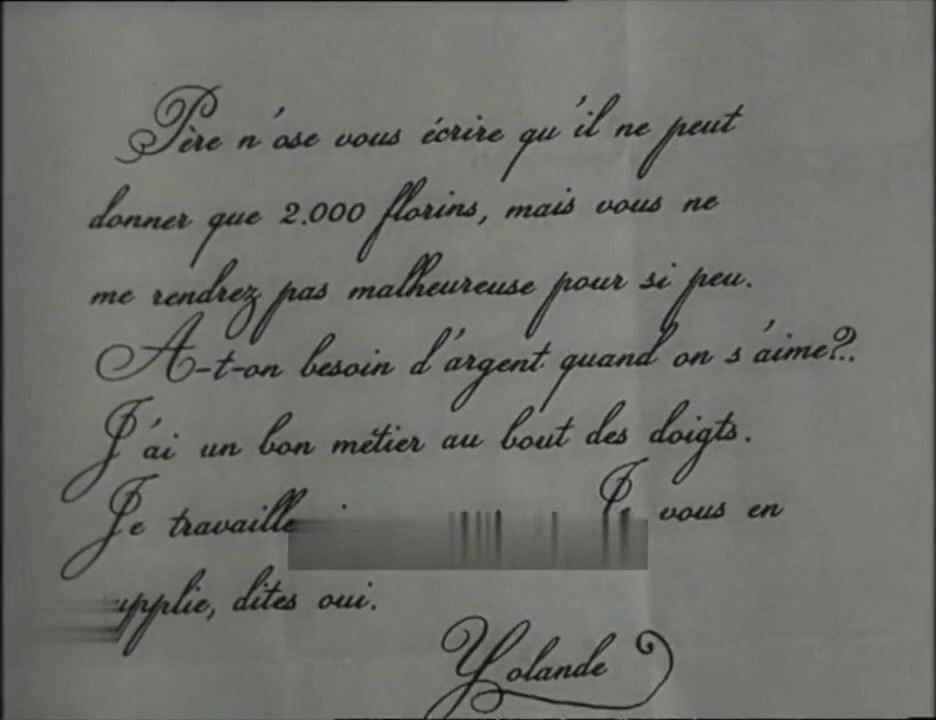 Père n'ose vous écrire qu'il ne peut
donner que 2.000 florins, mais vous ne
me rendrez pas malheureuse pour si peu.
A-t-on besoin d'argent quand on s'aime?..
J'ai un bon métier au bout des doigts.
Je travaille vous en
dites oui.
Yolande